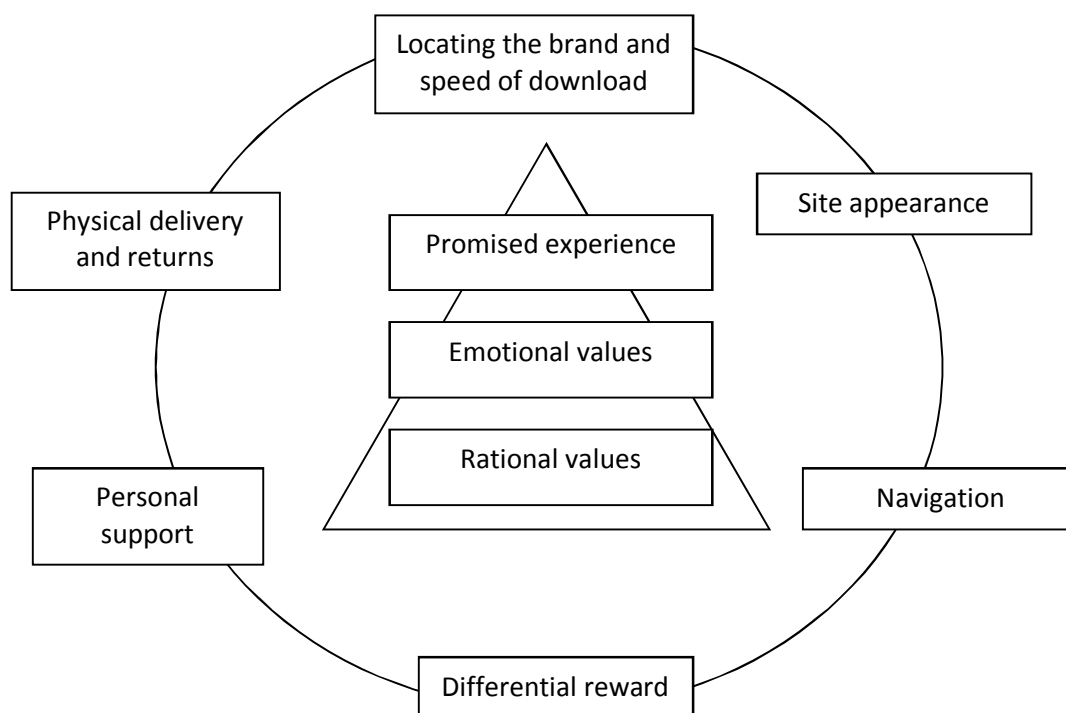 Locating the brand and
speed of download
Physical delivery
and returns
Site appearance
Promised experience
Emotional values
Rational values
Personal
support
Navigation
Differential reward